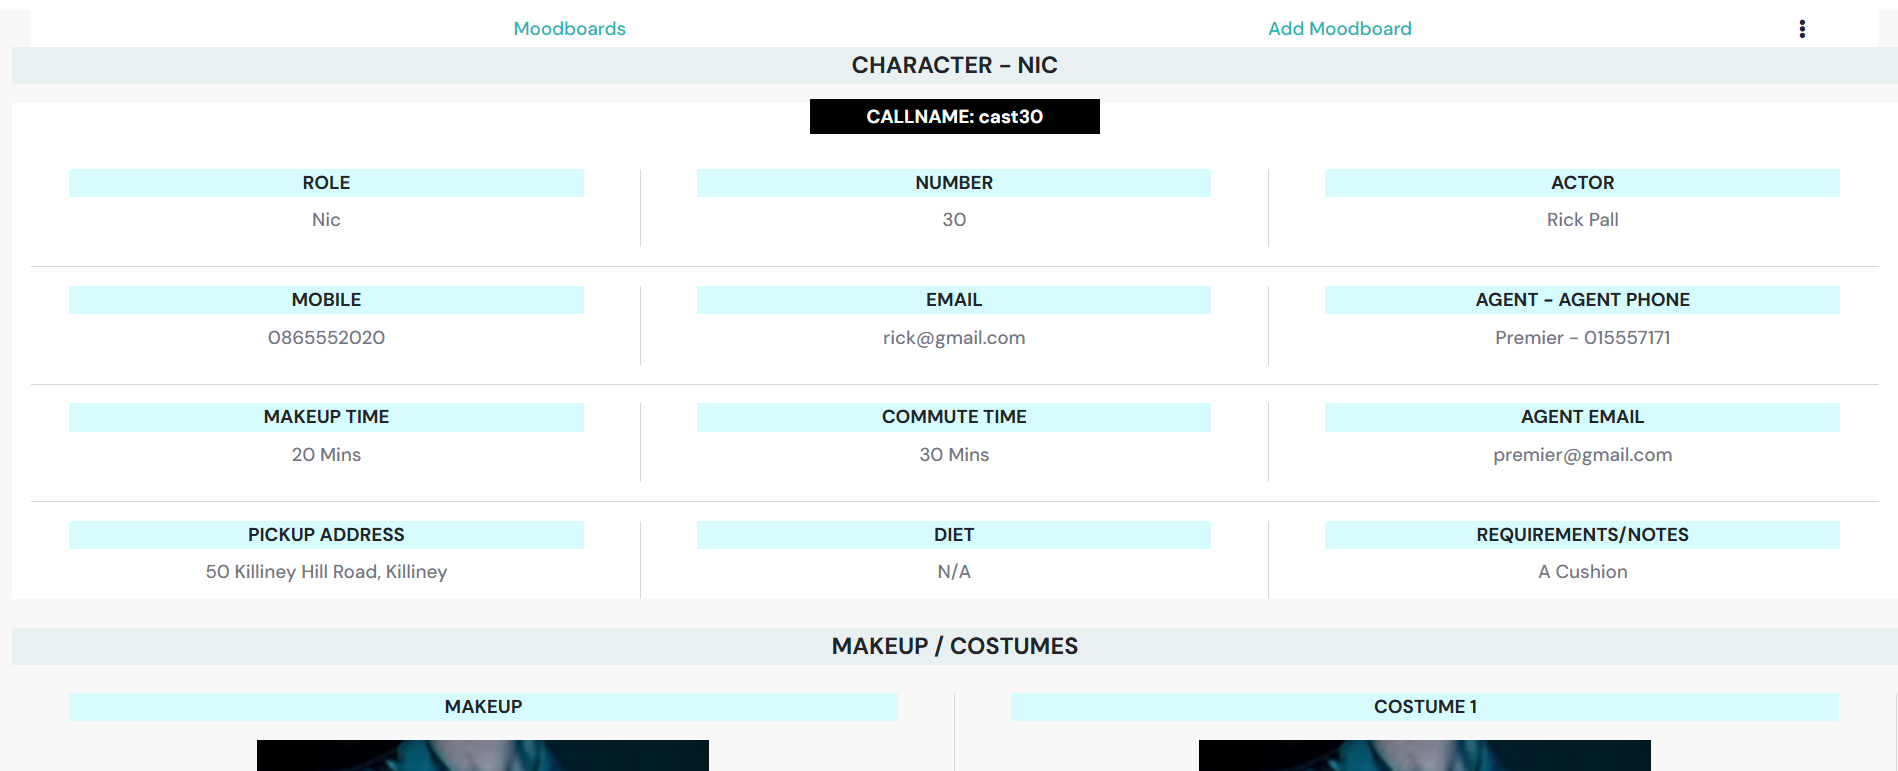 Moodboards
Add Moodboard
CHARACTER - NIC
CALLNAME: cast30
ROLE
NUMBER
ACTOR
Nic
30
Rick Pall
MOBILE
EMAIL
AGENT - AGENT PHONE
0865552020
rick@gmail.com
Premier - 015557171
MAKEUP TIME
COMMUTE TIME
AGENT EMAIL
20 Mins
30 Mins
premier@gmail.com
PICKUP ADDRESS
DIET
REQUIREMENTS/NOTES
50 Killiney Hill Road, Killiney
N/A
A Cushion
MAKEUP / COSTUMES
MAKEUP
COSTUME 1